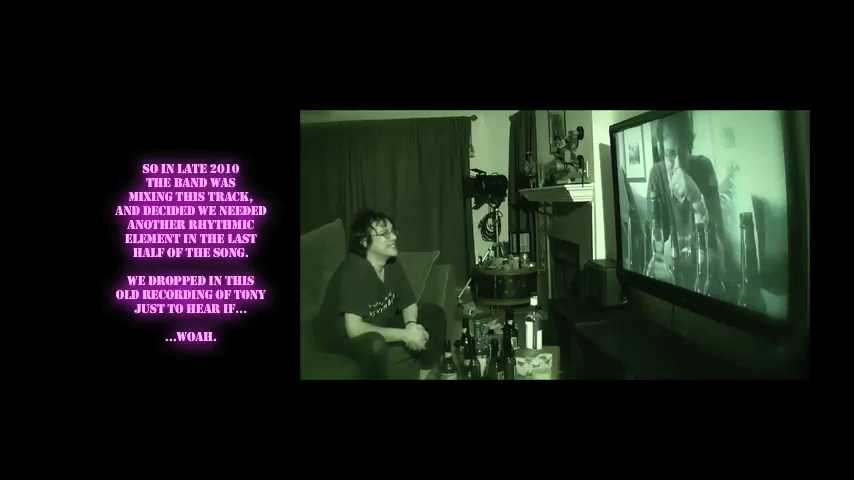 SO IN LATE 2010
THE BAND WAS
MIXING THIS TRACK,
AND DECIDED WE NEEDED
ANOTHER RHYTHMIC
ELEMENT IN THE LAST
HALF OF THE SONG.
WE DROPPED IN THIS
OLD RECORDING OF TONY
JUST TO HEAR IF...
...WOAH.